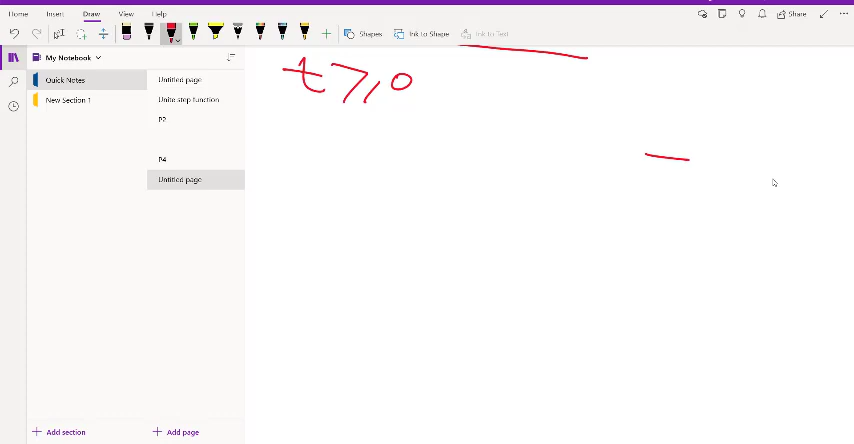 Home Insert Draw View Help Share
Shapes Ink to Shape Ink to Text
My Notebook
Quick Notes Untitled page
New Section 1 Unite step function
P2
P4
Untitled page
t ⩾ 0
Add section Add page